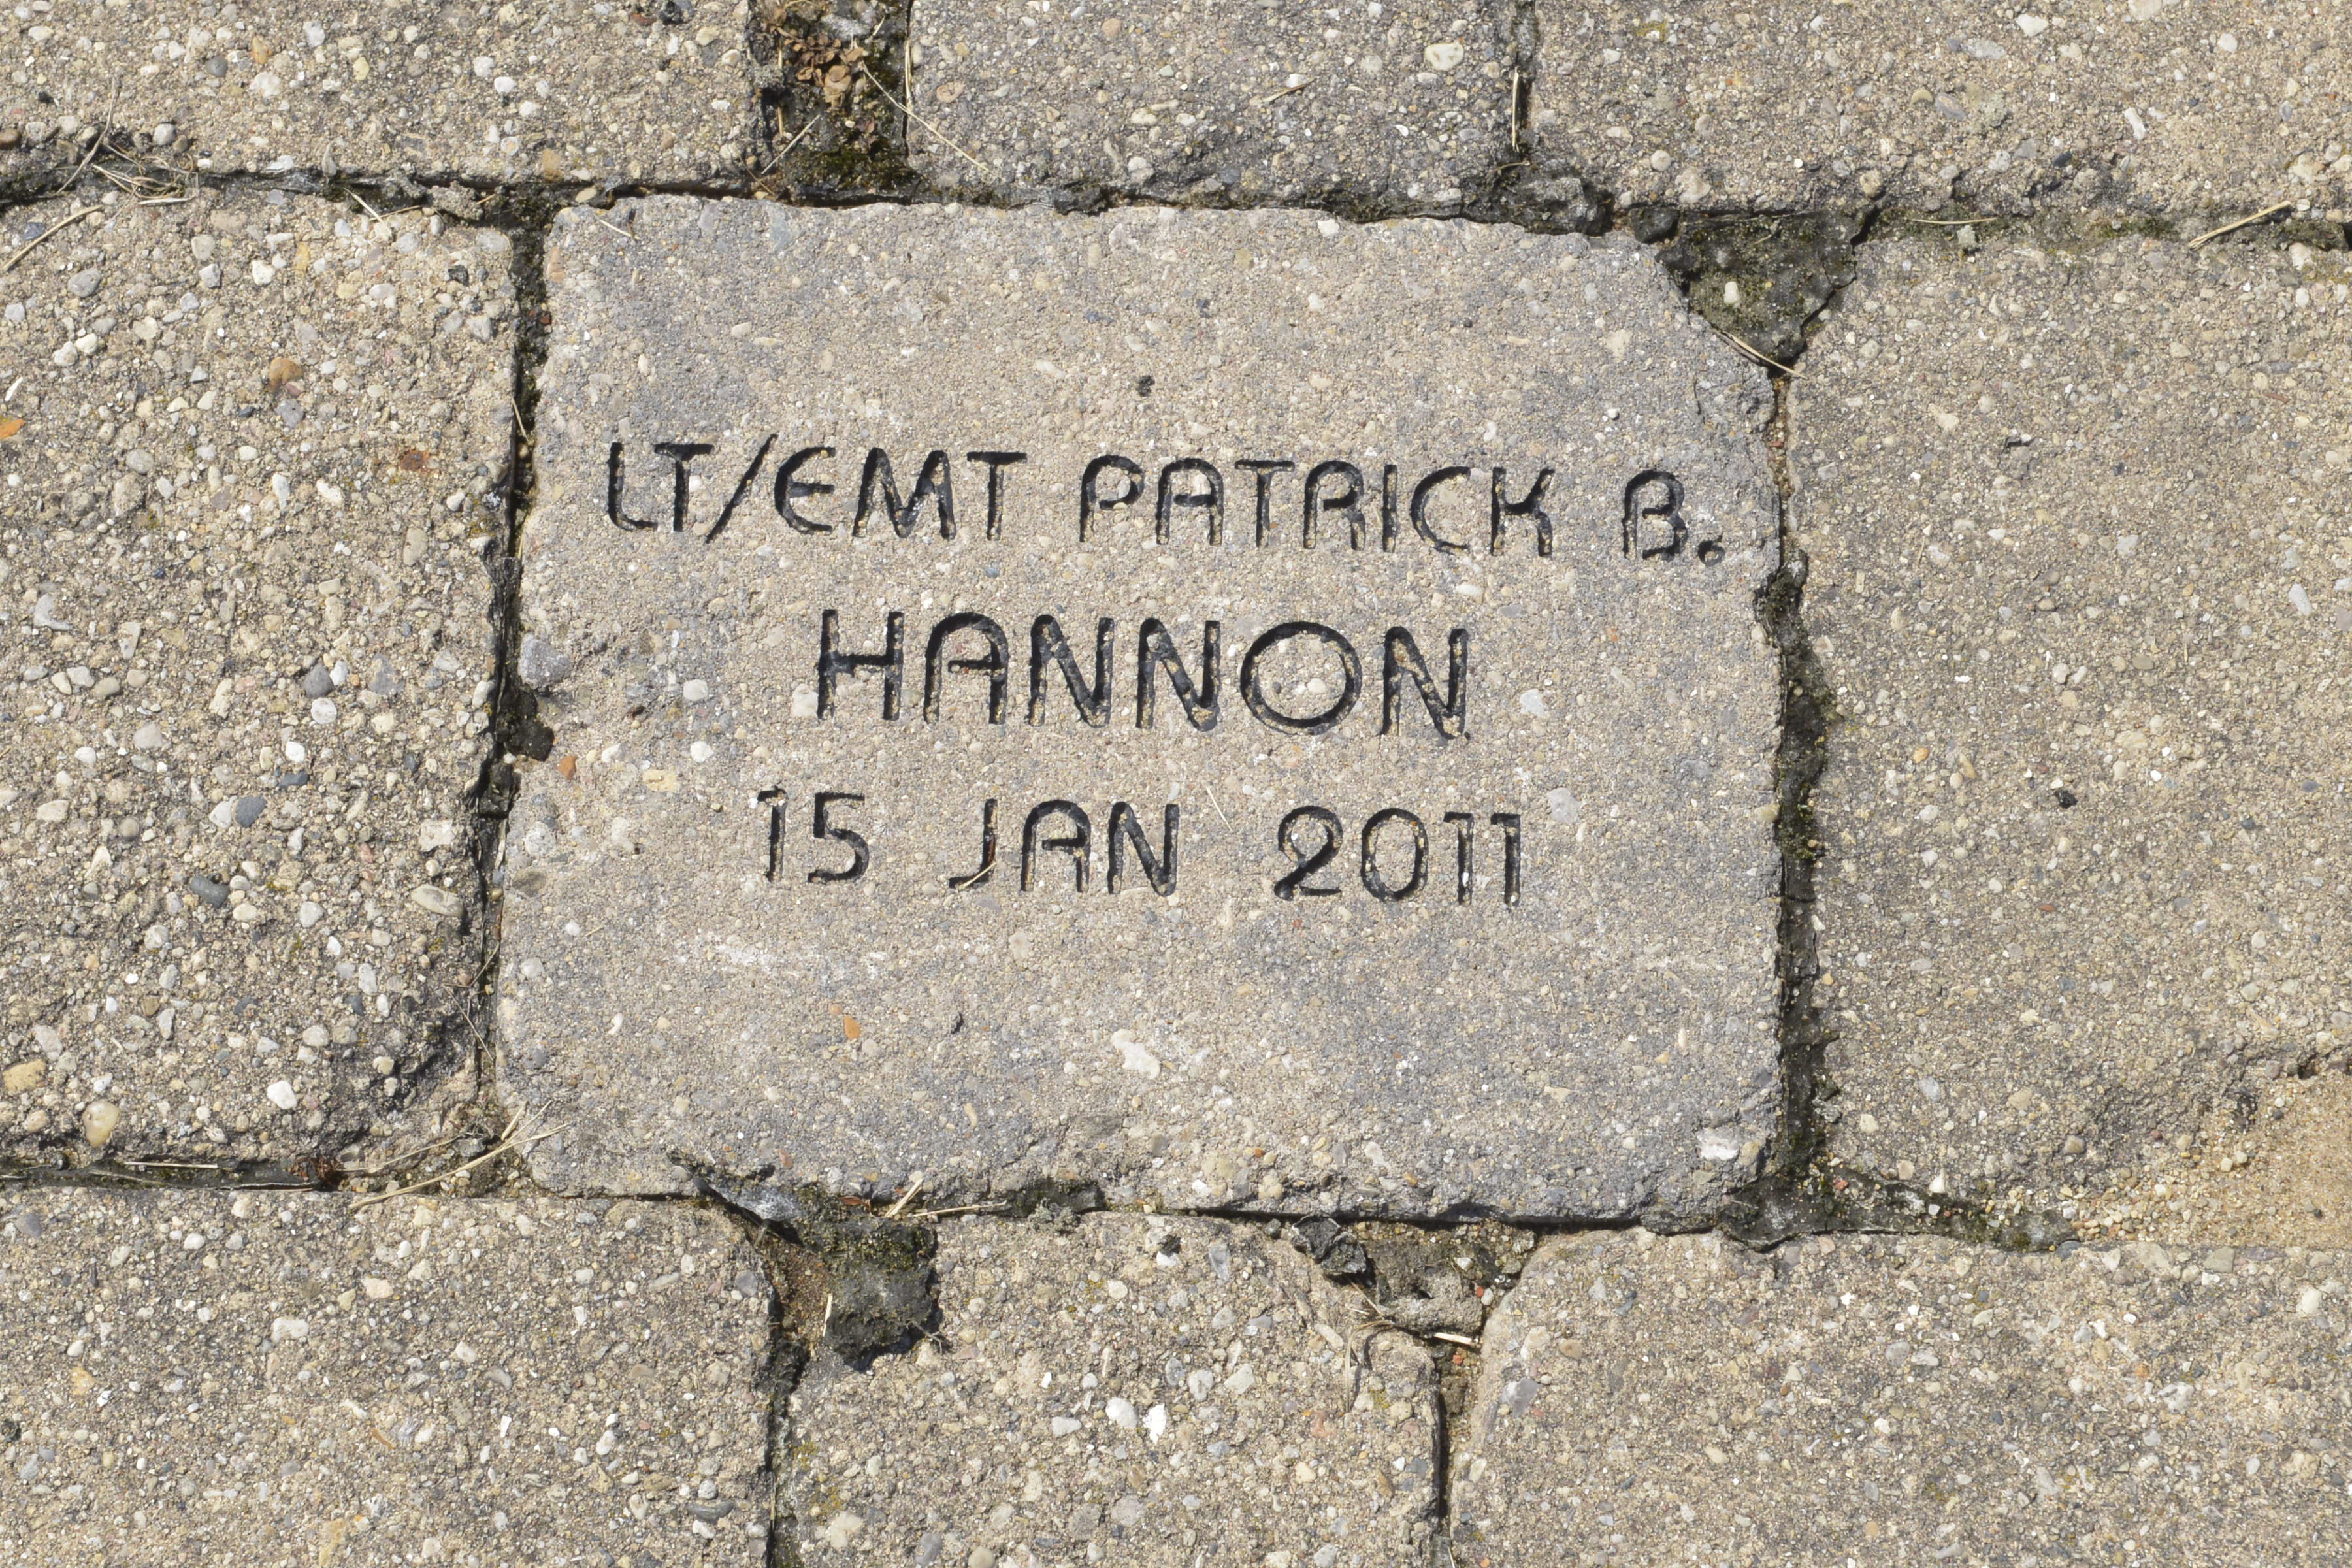 LT/EMT PATRICK B.
HANNON
15 JAN 2011